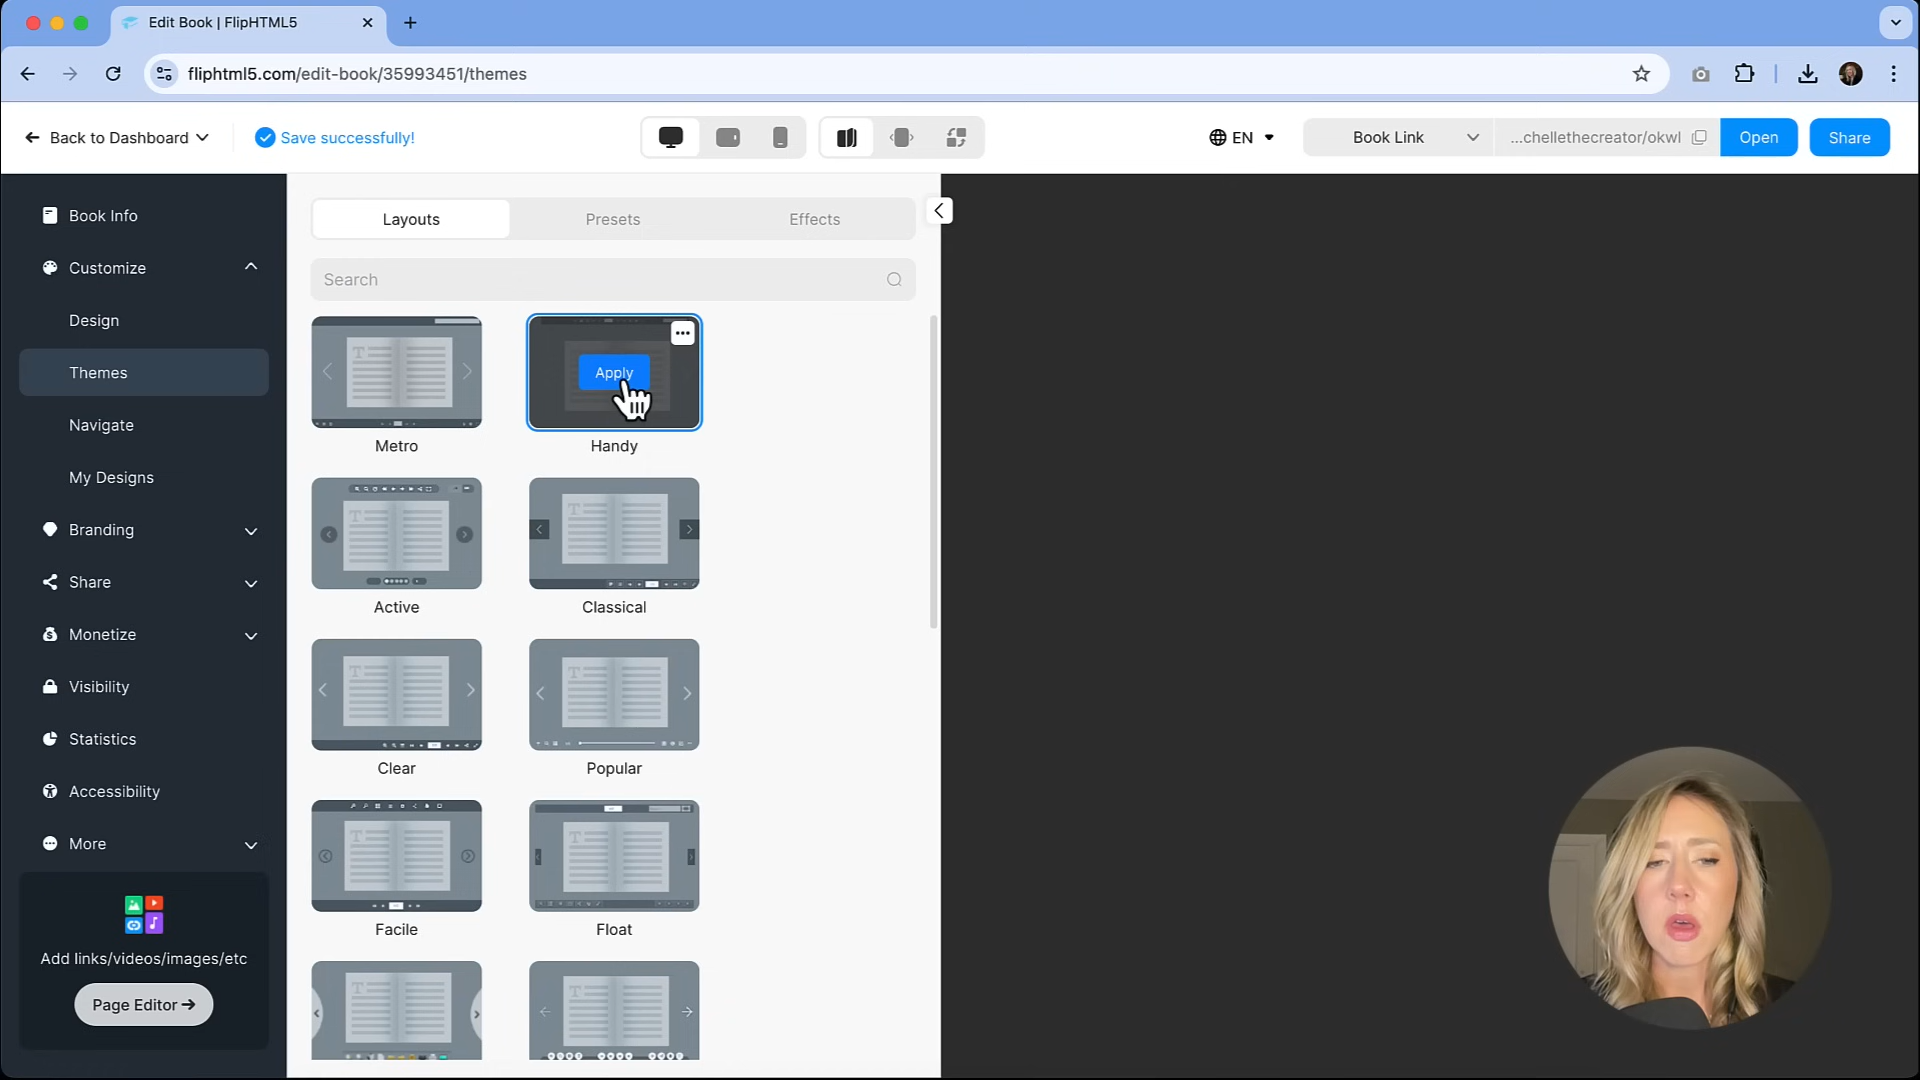 Edit Book | FlipHTML5
fliphtml5.com/edit-book/35993451/themes
Back to Dashboard
Save successfully!
EN
Book Link
...chellethecreator/okwl
Open
Share
Book Info
Customize
Design
Themes
Navigate
My Designs
Branding
Share
Monetize
Visibility
Statistics
Accessibility
More
Add links/videos/images/etc
Page Editor
Layouts
Presets
Effects
Search
Apply
Metro
Handy
Active
Classical
Clear
Popular
Facile
Float